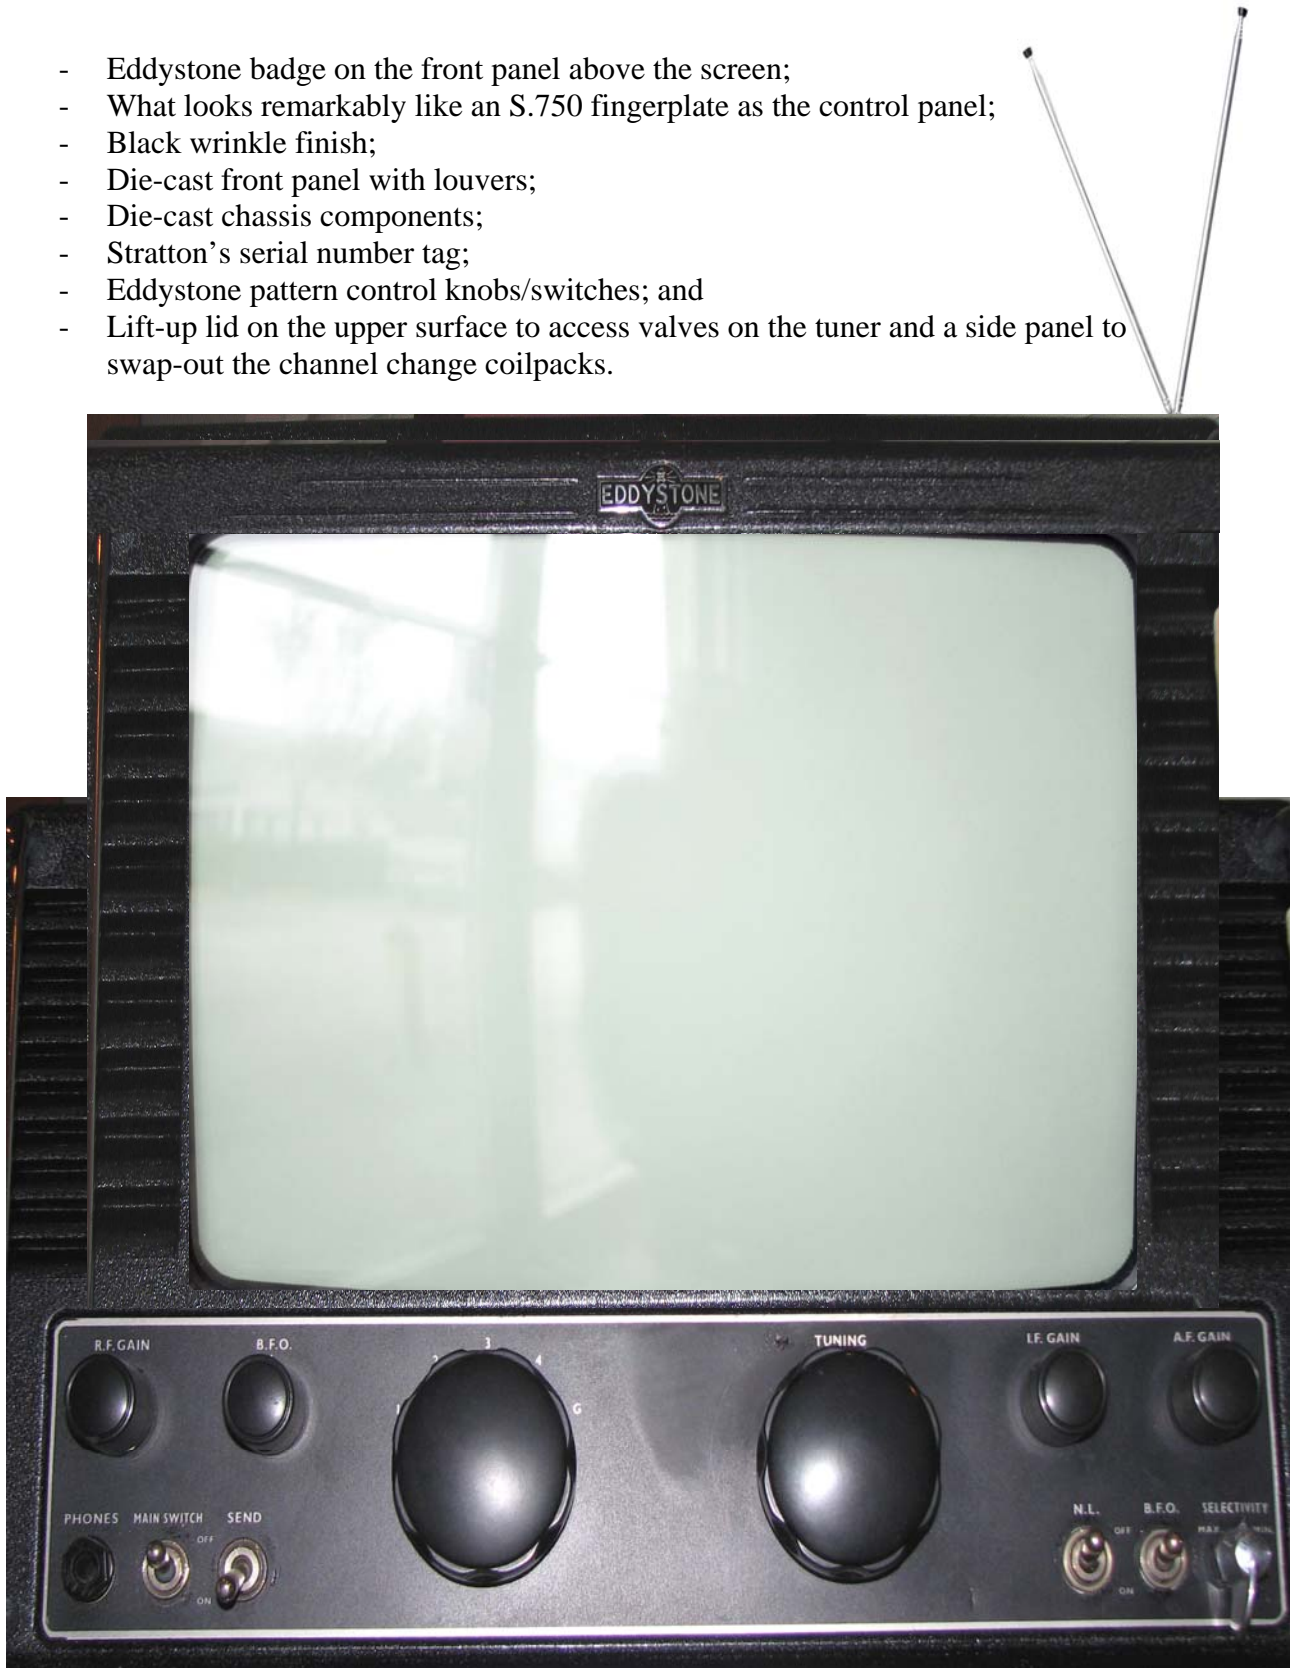 - Eddystone badge on the front panel above the screen;
- What looks remarkably like an S.750 fingerplate as the control panel;
- Black wrinkle finish;
- Die-cast front panel with louvers;
- Die-cast chassis components;
- Stratton’s serial number tag;
- Eddystone pattern control knobs/switches; and
- Lift-up lid on the upper surface to access valves on the tuner and a side panel to
swap-out the channel change coilpacks.
EDDYSTONE
R.F. GAIN B.F.O. 1 2 3 4 G TUNING I.F. GAIN A.F. GAIN
PHONES MAIN SWITCH SEND N.L. B.F.O. SELECTIVITY
OFF OFF MAX. MIN.
ON ON